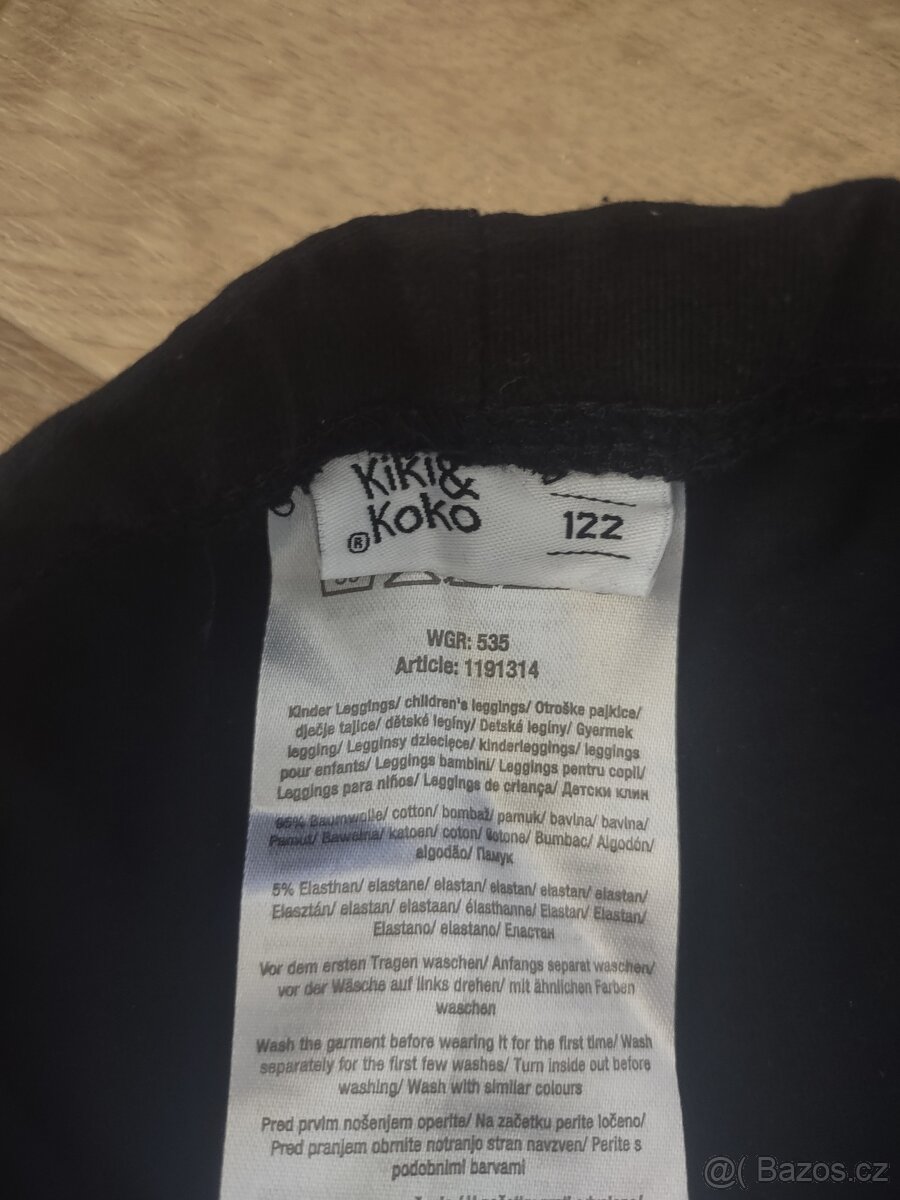 Kiki&
Koko
®
122
WGR: 535
Article: 1191314
Kinder Leggings/ children's leggings/ Otroške pajkice/
dječje tajice/ dětské legíny/ Detské legíny/ Gyermek
legging/ Legginsy dziecięce/ kinderleggings/ leggings
pour enfants/ Leggings bambini/ Leggings pentru copii/
Leggings para niños/ Leggings de criança/ Детски клин
95% Baumwolle/ cotton/ bombaž/ pamuk/ bavlna/ bavlna/
Pamut/ Bawełna/ katoen/ coton/ Cotone/ Bumbac/ Algodón/
algodão/ Памук
5% Elasthan/ elastane/ elastan/ elastan/ elastan/ elastan/
Elasztán/ elastan/ elastaan/ élasthanne/ Elastan/ Elastan/
Elastano/ elastano/ Еластан
Vor dem ersten Tragen waschen/ Anfangs separat waschen/
vor der Wäsche auf links drehen/ mit ähnlichen Farben
waschen
Wash the garment before wearing it for the first time/ Wash
separately for the first few washes/ Turn inside out before
washing/ Wash with similar colours
Pred prvim nošenjem operite/ Na začetku perite ločeno/
Pred pranjem obrnite notranjo stran navzven/ Perite s
podobnimi barvami
@( Bazos.cz